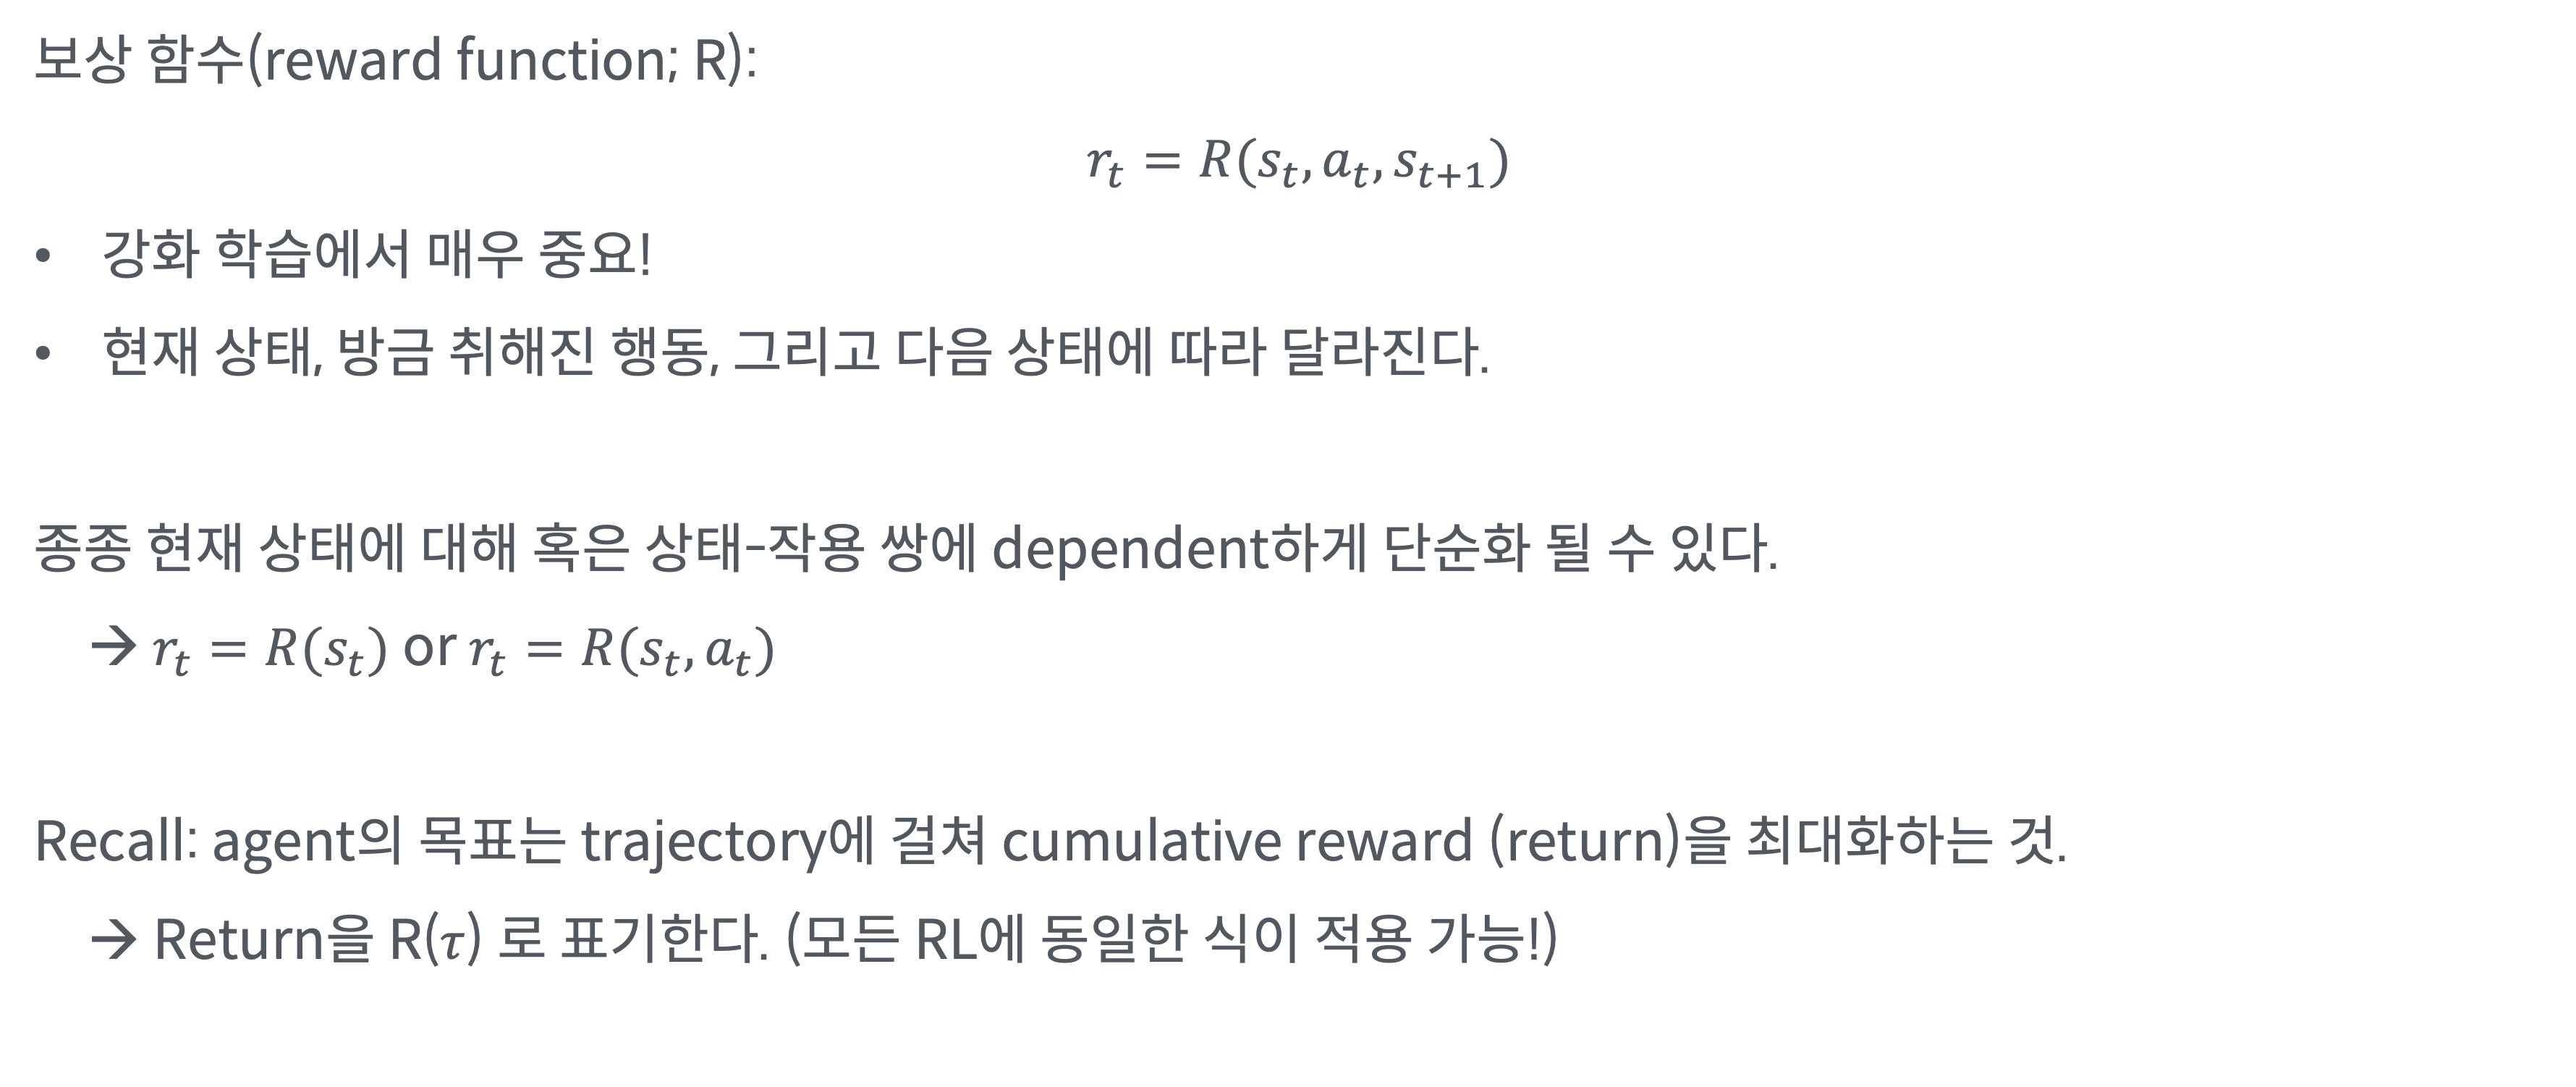 보상 함수(reward function; R):
r_t = R(s_t, a_t, s_{t+1})
• 강화 학습에서 매우 중요!
• 현재 상태, 방금 취해진 행동, 그리고 다음 상태에 따라 달라진다.
종종 현재 상태에 대해 혹은 상태-작용 쌍에 dependent하게 단순화 될 수 있다.
→ r_t = R(s_t) or r_t = R(s_t, a_t)
Recall: agent의 목표는 trajectory에 걸쳐 cumulative reward (return)을 최대화하는 것.
→ Return을 R(τ) 로 표기한다. (모든 RL에 동일한 식이 적용 가능!)